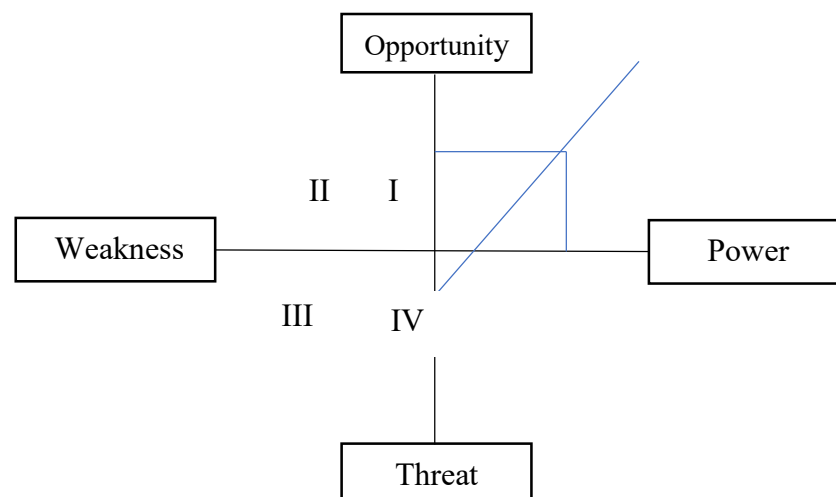 Opportunity
II I
Weakness
Power
III IV
Threat